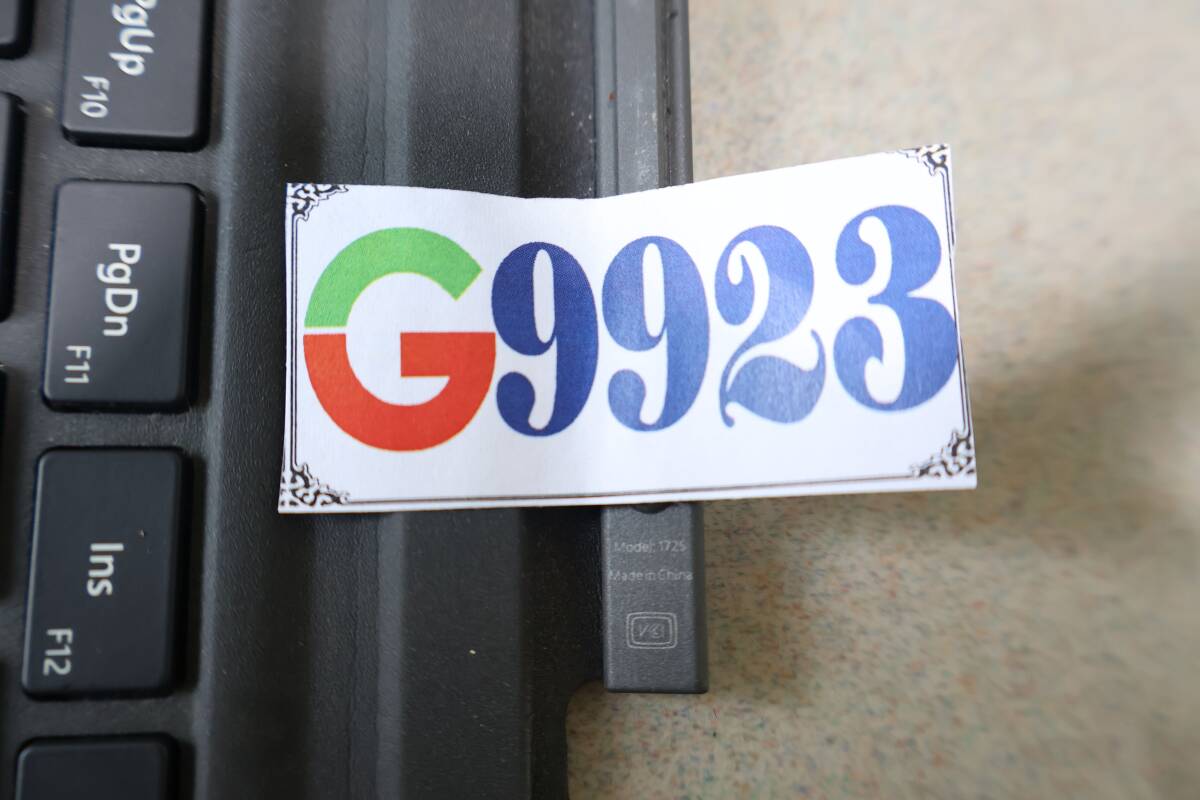 PgUp
F10
PgDn
F11
Ins
F12
G9923
Model: 1725
Made in China